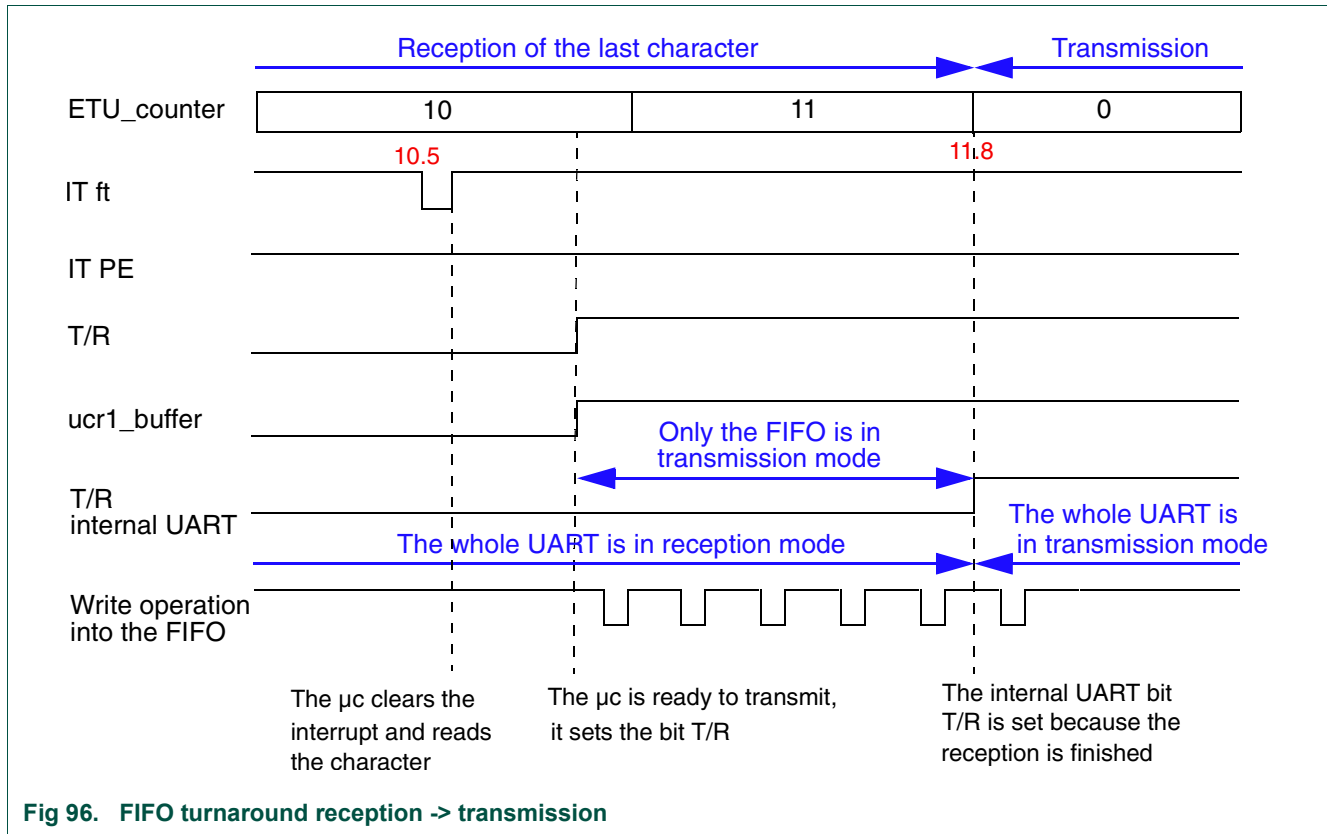 Reception of the last character
Transmission
ETU_counter
10
11
0
10.5
11.8
IT ft
IT PE
T/R
ucr1_buffer
Only the FIFO is in
transmission mode
T/R
internal UART
The whole UART is in reception mode
The whole UART is
in transmission mode
Write operation
into the FIFO
The µc clears the
interrupt and reads
the character
The µc is ready to transmit,
it sets the bit T/R
The internal UART bit
T/R is set because the
reception is finished
Fig 96. FIFO turnaround reception -> transmission